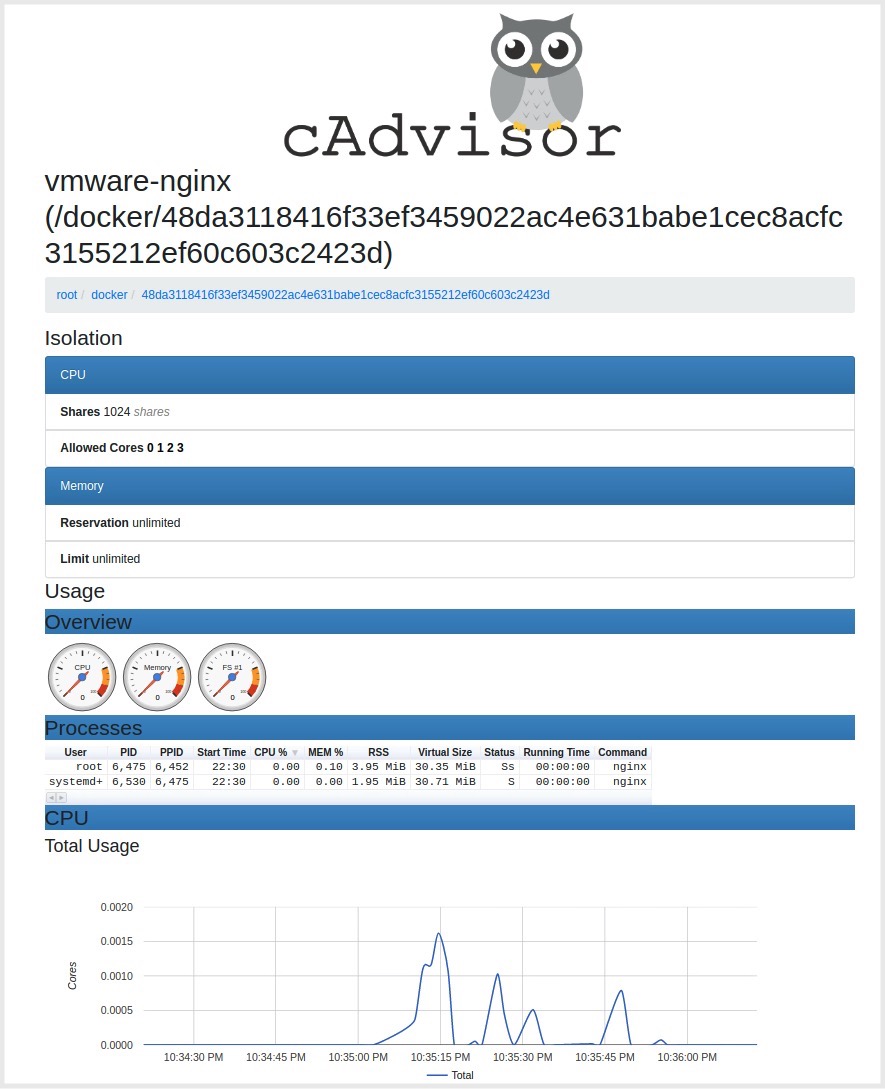 cAdvisor
vmware-nginx
(/docker/48da3118416f33ef3459022ac4e631babe1cec8acfc
3155212ef60c603c2423d)
root / docker / 48da3118416f33ef3459022ac4e631babe1cec8acfc3155212ef60c603c2423d
Isolation
CPU
Shares 1024 shares
Allowed Cores 0 1 2 3
Memory
Reservation unlimited
Limit unlimited
Usage
Overview
CPU Memory FS #1
0 0 0
Processes
User PID PPID Start Time CPU % ▼ MEM % RSS Virtual Size Status Running Time Command
root 6,475 6,452 22:30 0.00 0.10 3.95 MiB 30.35 MiB Ss 00:00:00 nginx
systemd+ 6,530 6,475 22:30 0.00 0.00 1.95 MiB 30.71 MiB S 00:00:00 nginx
CPU
Total Usage
0.0020
0.0015
0.0010
0.0005
0.0000
Cores
10:34:30 PM 10:34:45 PM 10:35:00 PM 10:35:15 PM 10:35:30 PM 10:35:45 PM 10:36:00 PM
Total